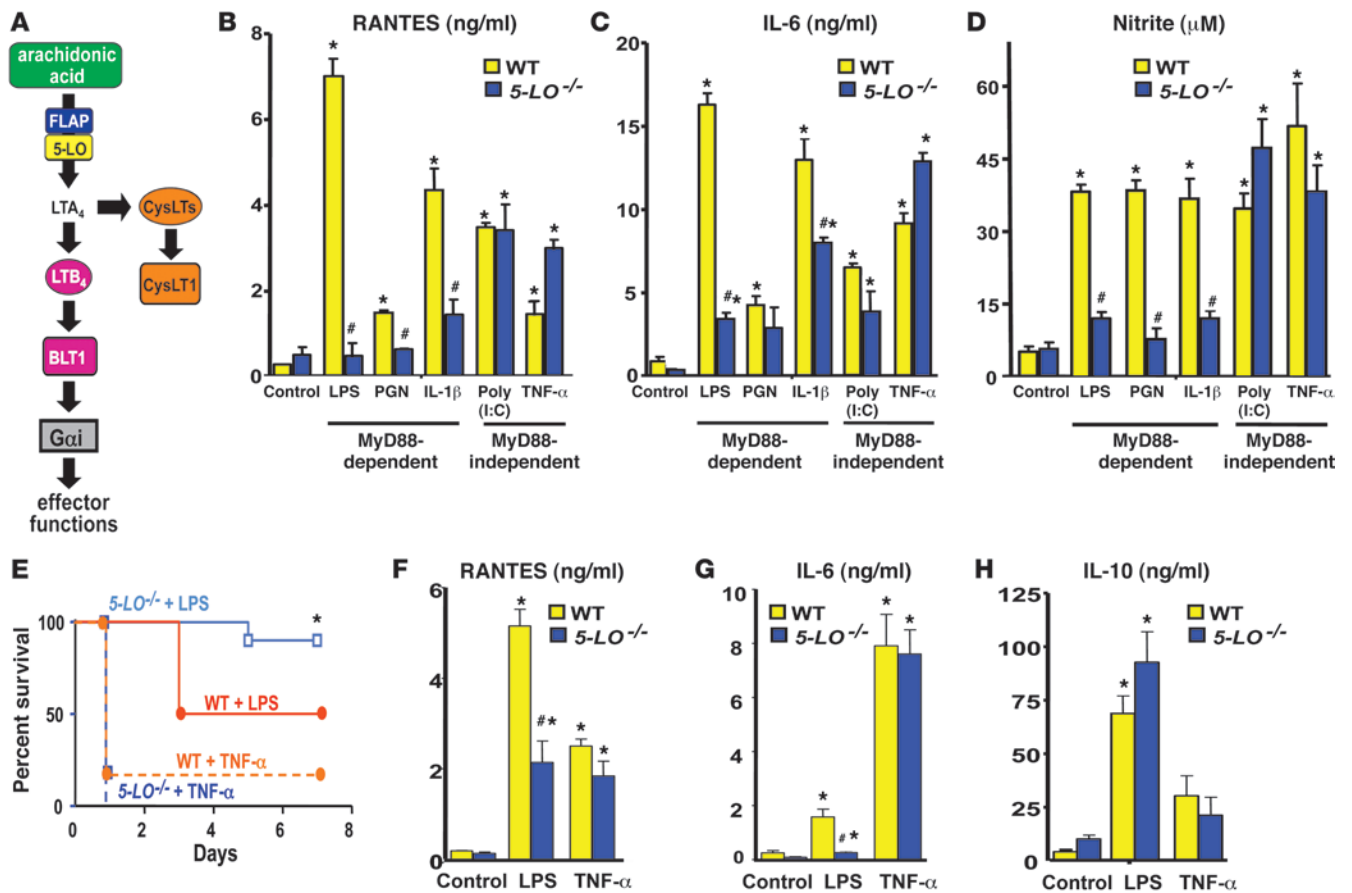 A
arachidonic
acid
FLAP
5-LO
LTA4
CysLTs
LTB4
CysLT1
BLT1
Gαi
effector
functions
B
RANTES (ng/ml)
8
6
4
2
0
WT
5-LO-/-
*
#
*
#
*
#
*
*
*
Control LPS PGN IL-1β Poly (I:C) TNF-α
MyD88-
dependent
MyD88-
independent
C
IL-6 (ng/ml)
20
15
10
5
0
WT
5-LO-/-
*
#*
*
*
#*
*
*
*
Control LPS PGN IL-1β Poly (I:C) TNF-α
MyD88-
dependent
MyD88-
independent
D
Nitrite (μM)
60
45
30
15
0
WT
5-LO-/-
*
#
*
#
*
#
*
*
*
*
Control LPS PGN IL-1β Poly (I:C) TNF-α
MyD88-
dependent
MyD88-
independent
E
Percent survival
100
50
0
5-LO-/- + LPS
*
WT + LPS
WT + TNF-α
5-LO-/- + TNF-α
0 2 4 6 8
Days
F
RANTES (ng/ml)
6
4
2
0
WT
5-LO-/-
*
#*
*
*
Control LPS TNF-α
G
IL-6 (ng/ml)
10
8
6
4
2
0
WT
5-LO-/-
*
#*
*
*
Control LPS TNF-α
H
IL-10 (ng/ml)
125
100
75
50
25
0
WT
5-LO-/-
*
*
Control LPS TNF-α